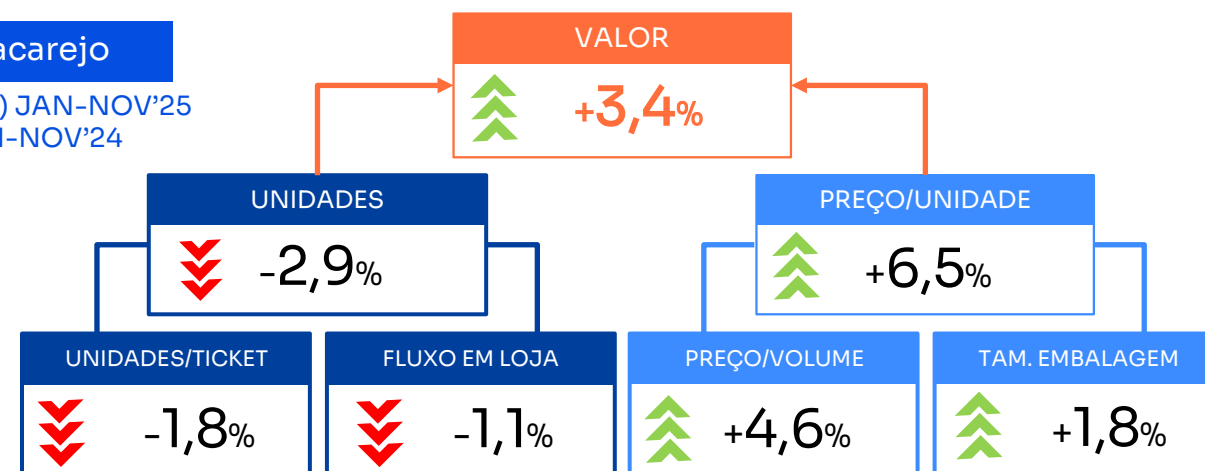 acarejo
) JAN-NOV’25
-NOV’24
VALOR
+3,4%
UNIDADES
-2,9%
PREÇO/UNIDADE
+6,5%
UNIDADES/TICKET
-1,8%
FLUXO EM LOJA
-1,1%
PREÇO/VOLUME
+4,6%
TAM. EMBALAGEM
+1,8%